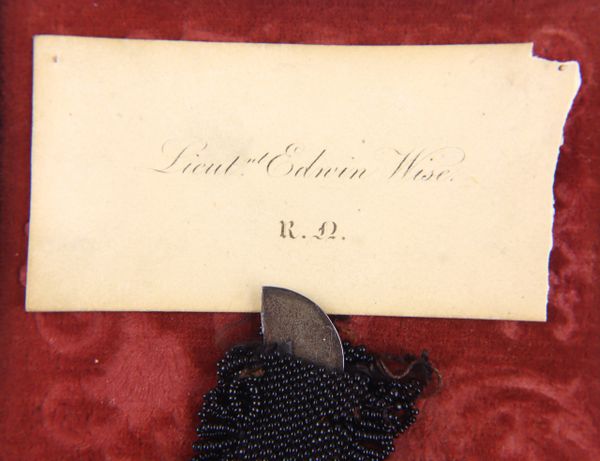 Lieut.nt Edwin Wise.
R. N.